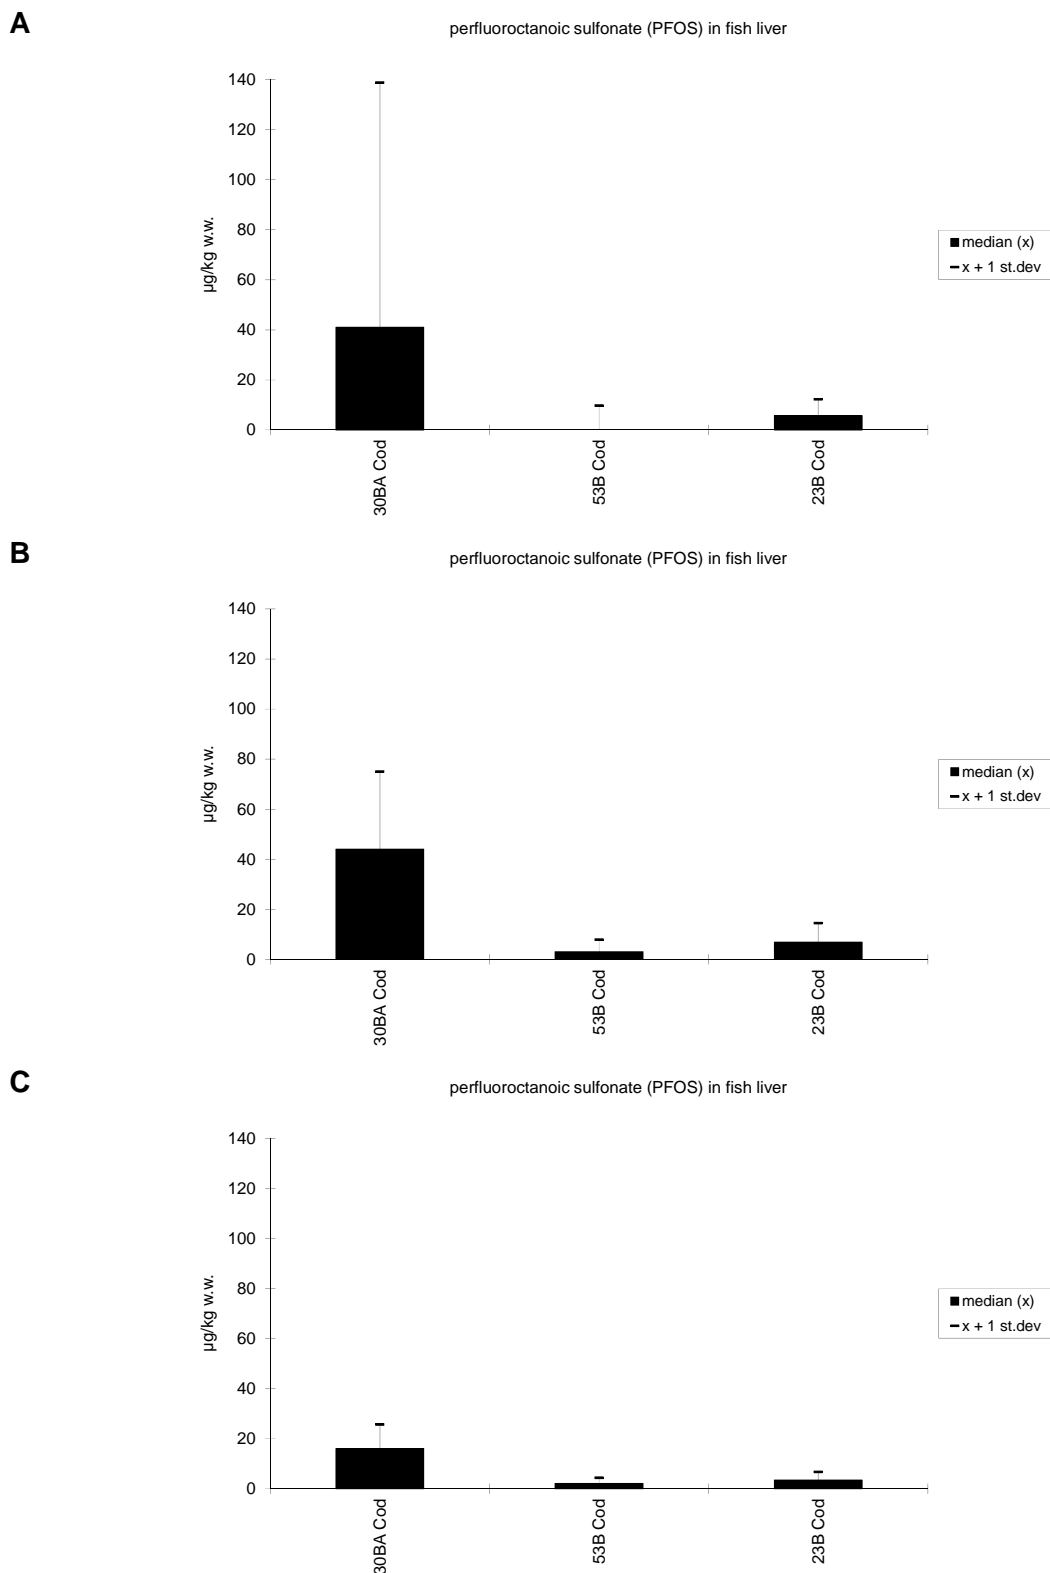 A
perfluoroctanoic sulfonate (PFOS) in fish liver
140
120
100
80
60
40
20
0
µg/kg w.w.
30BA Cod
53B Cod
23B Cod
median (x)
x + 1 st.dev
B
perfluoroctanoic sulfonate (PFOS) in fish liver
140
120
100
80
60
40
20
0
µg/kg w.w.
30BA Cod
53B Cod
23B Cod
median (x)
x + 1 st.dev
C
perfluoroctanoic sulfonate (PFOS) in fish liver
140
120
100
80
60
40
20
0
µg/kg w.w.
30BA Cod
53B Cod
23B Cod
median (x)
x + 1 st.dev